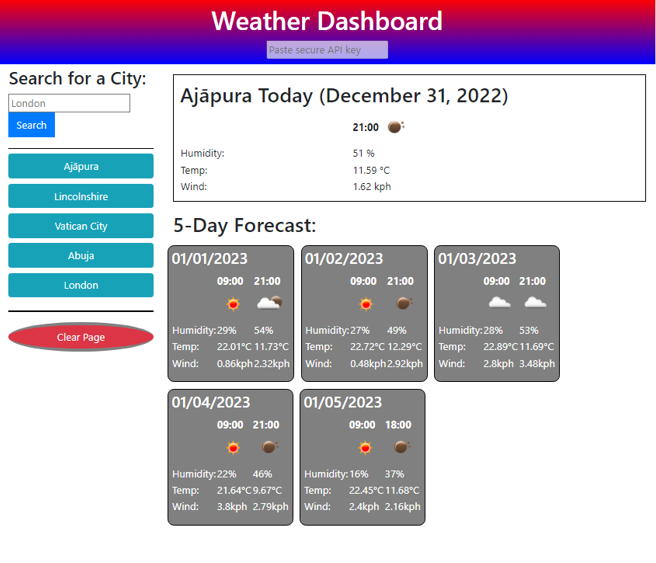 Weather Dashboard
Paste secure API key
Search for a City:
London
Search
Ajāpura
Lincolnshire
Vatican City
Abuja
London
Clear Page
Ajāpura Today (December 31, 2022)
21:00
Humidity: 51 %
Temp: 11.59 °C
Wind: 1.62 kph
5-Day Forecast:
01/01/2023
09:00 21:00
Humidity: 29% 54%
Temp: 22.01°C 11.73°C
Wind: 0.86kph 2.32kph
01/02/2023
09:00 21:00
Humidity: 27% 49%
Temp: 22.72°C 12.29°C
Wind: 0.48kph 2.92kph
01/03/2023
09:00 21:00
Humidity: 28% 53%
Temp: 22.89°C 11.69°C
Wind: 2.8kph 3.48kph
01/04/2023
09:00 21:00
Humidity: 22% 46%
Temp: 21.64°C 9.67°C
Wind: 3.8kph 2.79kph
01/05/2023
09:00 18:00
Humidity: 16% 37%
Temp: 22.45°C 11.68°C
Wind: 2.4kph 2.16kph